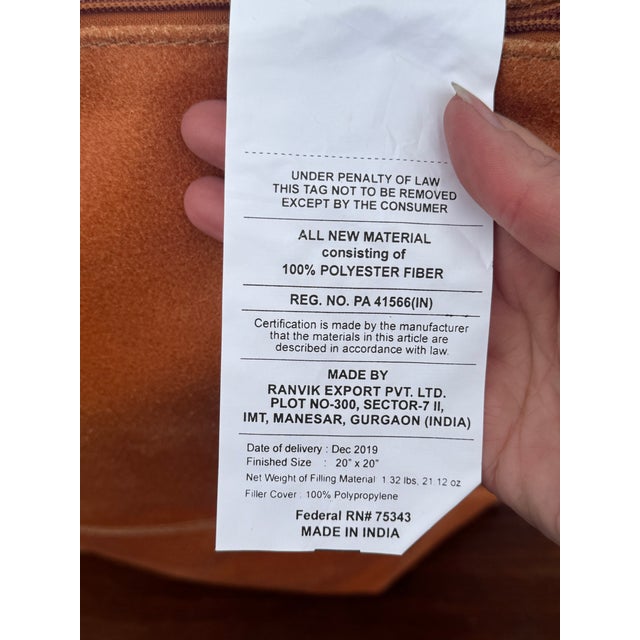 UNDER PENALTY OF LAW
THIS TAG NOT TO BE REMOVED
EXCEPT BY THE CONSUMER
ALL NEW MATERIAL
consisting of
100% POLYESTER FIBER
REG. NO. PA 41566(IN)
Certification is made by the manufacturer
that the materials in this article are
described in accordance with law.
MADE BY
RANVIK EXPORT PVT. LTD.
PLOT NO-300, SECTOR-7 II,
IMT, MANESAR, GURGAON (INDIA)
Date of delivery : Dec 2019
Finished Size : 20" x 20"
Net Weight of Filling Material 1.32 lbs, 21.12 oz
Filler Cover : 100% Polypropylene
Federal RN# 75343
MADE IN INDIA